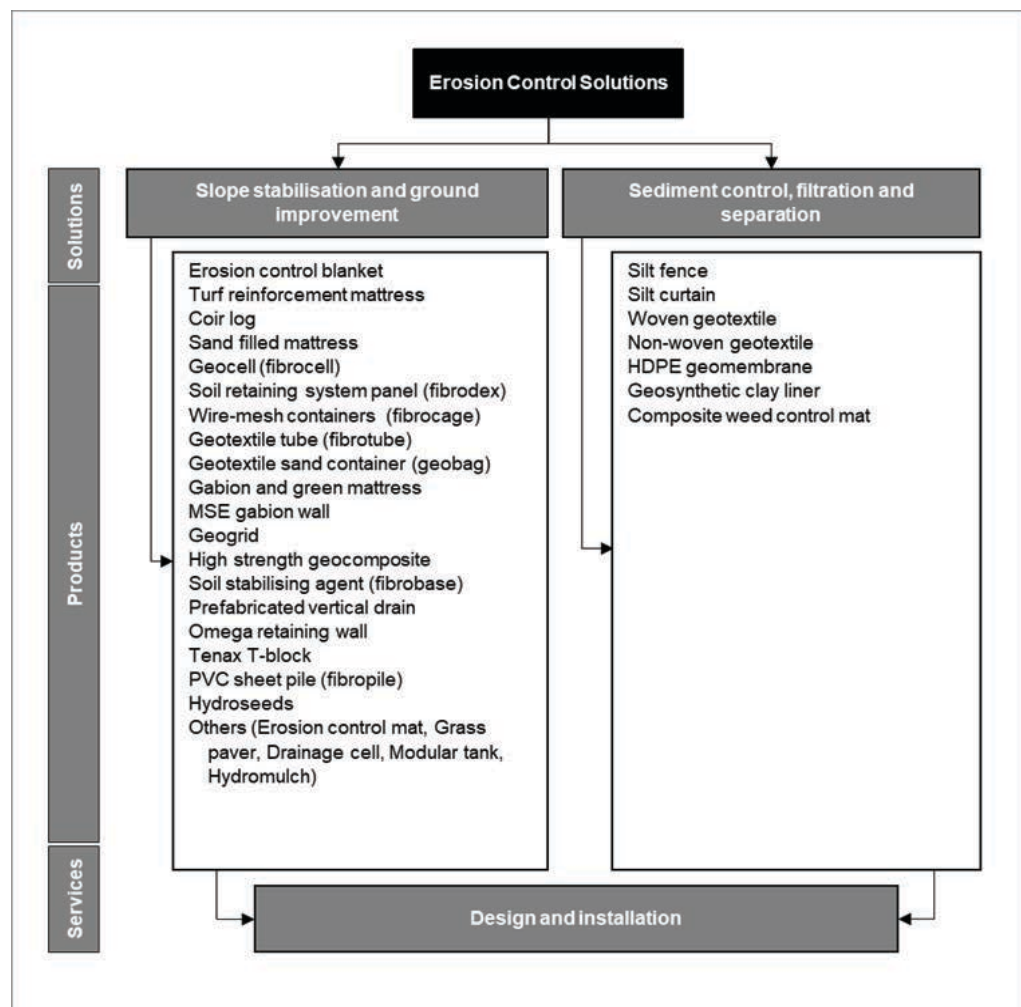 Erosion Control Solutions
Solutions
Slope stabilisation and ground
improvement
Sediment control, filtration and
separation
Products
Erosion control blanket
Turf reinforcement mattress
Coir log
Sand filled mattress
Geocell (fibrocell)
Soil retaining system panel (fibrodex)
Wire-mesh containers (fibrocage)
Geotextile tube (fibrotube)
Geotextile sand container (geobag)
Gabion and green mattress
MSE gabion wall
Geogrid
High strength geocomposite
Soil stabilising agent (fibrobase)
Prefabricated vertical drain
Omega retaining wall
Tenax T-block
PVC sheet pile (fibropile)
Hydroseeds
Others (Erosion control mat, Grass
paver, Drainage cell, Modular tank,
Hydromulch)
Silt fence
Silt curtain
Woven geotextile
Non-woven geotextile
HDPE geomembrane
Geosynthetic clay liner
Composite weed control mat
Services
Design and installation